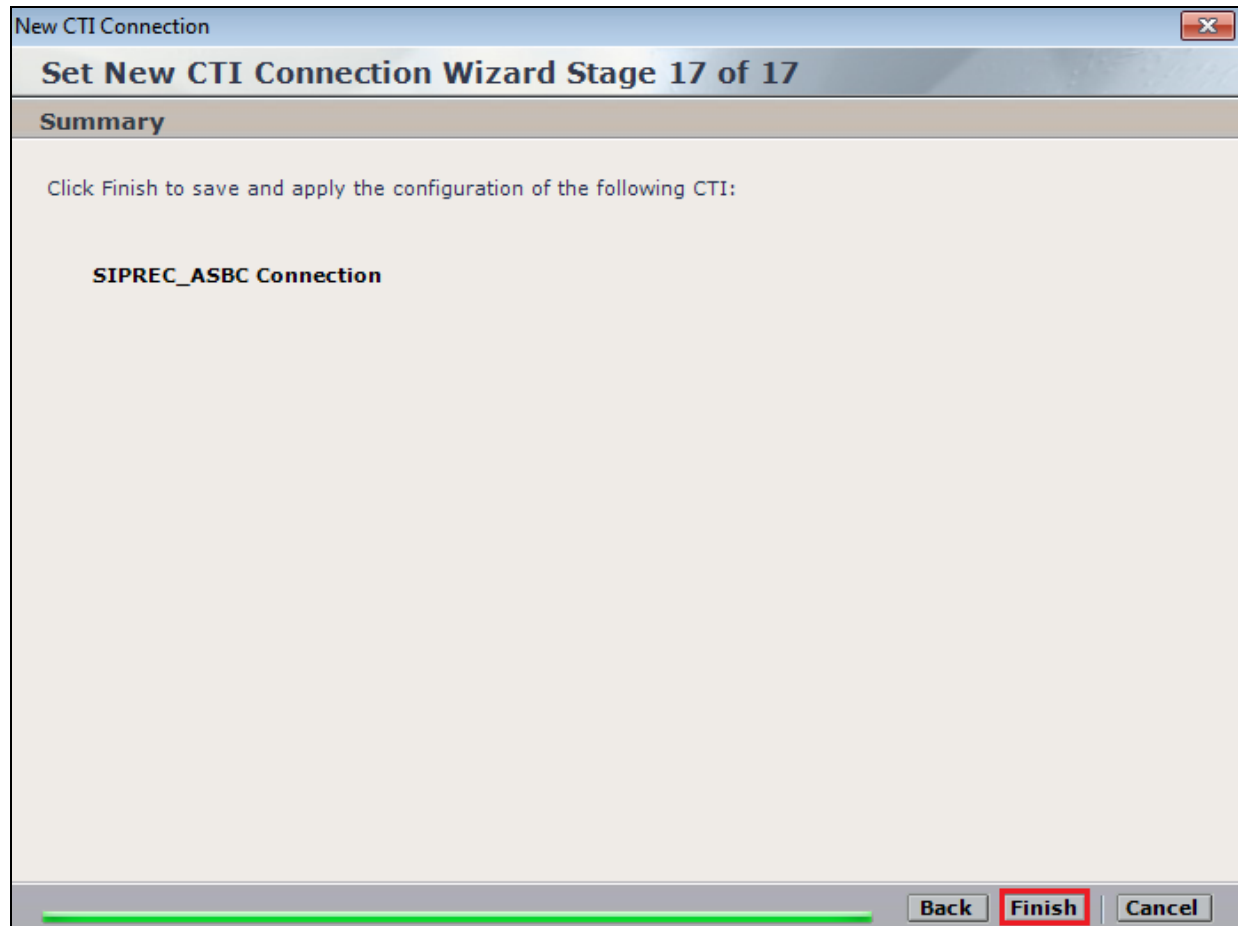 New CTI Connection
Set New CTI Connection Wizard Stage 17 of 17
Summary
Click Finish to save and apply the configuration of the following CTI:
SIPREC_ASBC Connection
Back Finish Cancel